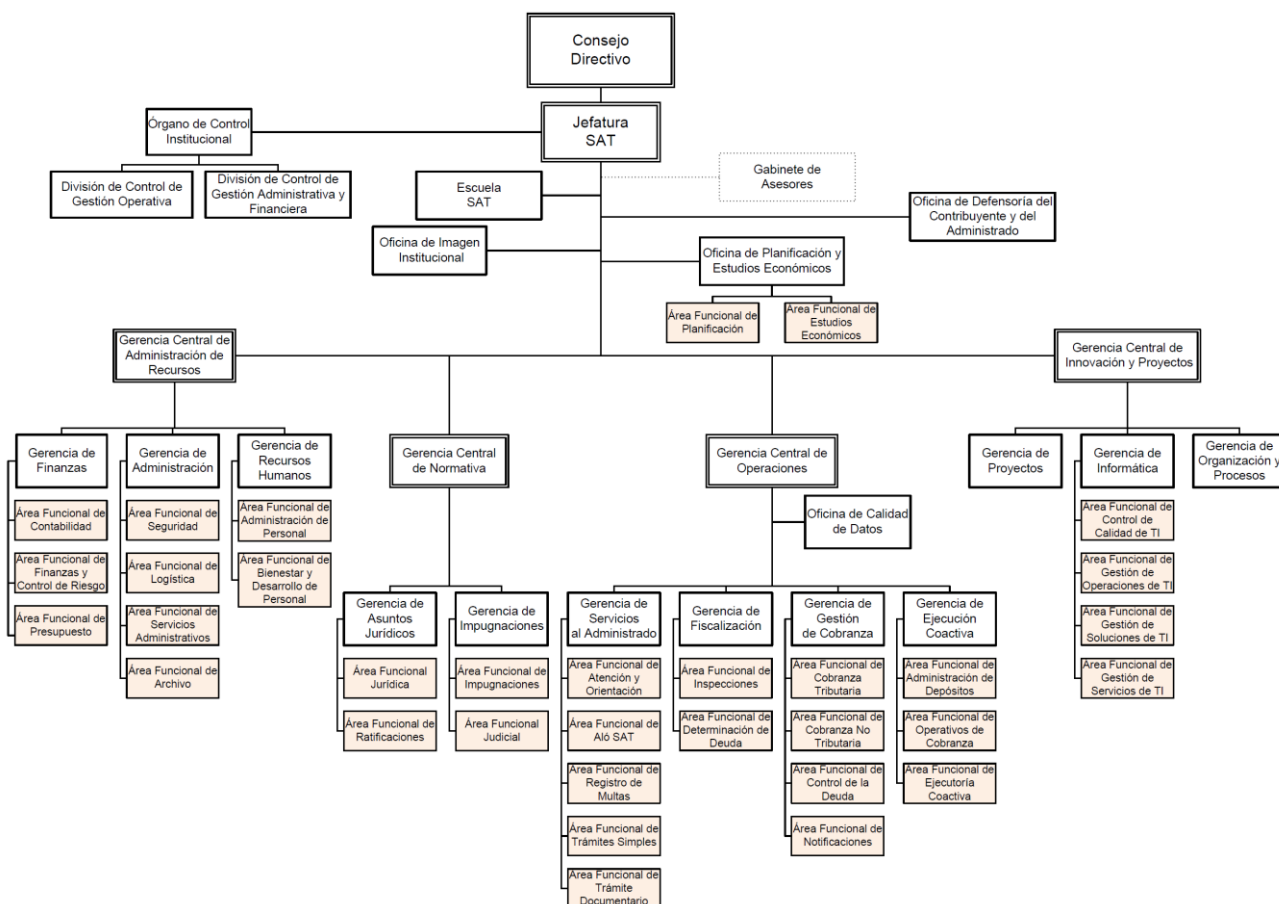 Consejo
Directivo
Jefatura
SAT
Órgano de Control
Institucional
División de Control de
Gestión Operativa
División de Control de
Gestión Administrativa y
Financiera
Gabinete de
Asesores
Escuela
SAT
Oficina de Defensoría del
Contribuyente y del
Administrado
Oficina de Imagen
Institucional
Oficina de Planificación y
Estudios Económicos
Área Funcional de
Planificación
Área Funcional de
Estudios
Económicos
Gerencia Central de
Administración de
Recursos
Gerencia Central de
Innovación y Proyectos
Gerencia de
Finanzas
Área Funcional de
Contabilidad
Área Funcional de
Finanzas y
Control de Riesgo
Área Funcional de
Presupuesto
Gerencia de
Administración
Área Funcional de
Seguridad
Área Funcional de
Logística
Área Funcional de
Servicios
Administrativos
Área Funcional de
Archivo
Gerencia de
Recursos
Humanos
Área Funcional de
Administración de
Personal
Área Funcional de
Bienestar y
Desarrollo de
Personal
Gerencia Central
de Normativa
Gerencia de
Asuntos
Jurídicos
Área Funcional
Jurídica
Área Funcional de
Ratificaciones
Gerencia de
Impugnaciones
Área Funcional de
Impugnaciones
Área Funcional
Judicial
Gerencia Central de
Operaciones
Oficina de Calidad
de Datos
Gerencia de
Servicios
al Administrado
Área Funcional de
Atención y
Orientación
Área Funcional de
Aló SAT
Área Funcional de
Registro de
Multas
Área Funcional de
Trámites Simples
Área Funcional de
Trámite
Documentario
Gerencia de
Fiscalización
Área Funcional de
Inspecciones
Área Funcional de
Determinación de
Deuda
Gerencia de
Gestión
de Cobranza
Área Funcional de
Cobranza
Tributaria
Área Funcional de
Cobranza No
Tributaria
Área Funcional de
Control de la
Deuda
Área Funcional de
Notificaciones
Gerencia de
Ejecución
Coactiva
Área Funcional de
Administración de
Depósitos
Área Funcional de
Operativos de
Cobranza
Área Funcional de
Ejecutoría
Coactiva
Gerencia de
Proyectos
Gerencia de
Informática
Área Funcional de
Control de
Calidad de TI
Área Funcional de
Gestión de
Operaciones de TI
Área Funcional de
Gestión de
Soluciones de TI
Área Funcional de
Gestión de
Servicios de TI
Gerencia de
Organización y
Procesos